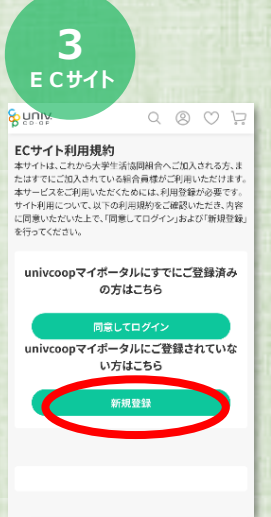 3
ECサイト
univ.
CO-OP
ECサイト利用規約
本サイトは、これから大学生活協同組合へご加入される方、ま
たはすでにご加入されている組合員様がご利用いただけます。
本サービスをご利用いただくためには、利用登録が必要です。
サイト利用について、以下の利用規約をご確認いただき、内容
に同意いただいた上で、「同意してログイン」および「新規登録」
を行ってください。
univcoopマイポータルにすでにご登録済み
の方はこちら
同意してログイン
univcoopマイポータルにご登録されていな
い方はこちら
新規登録